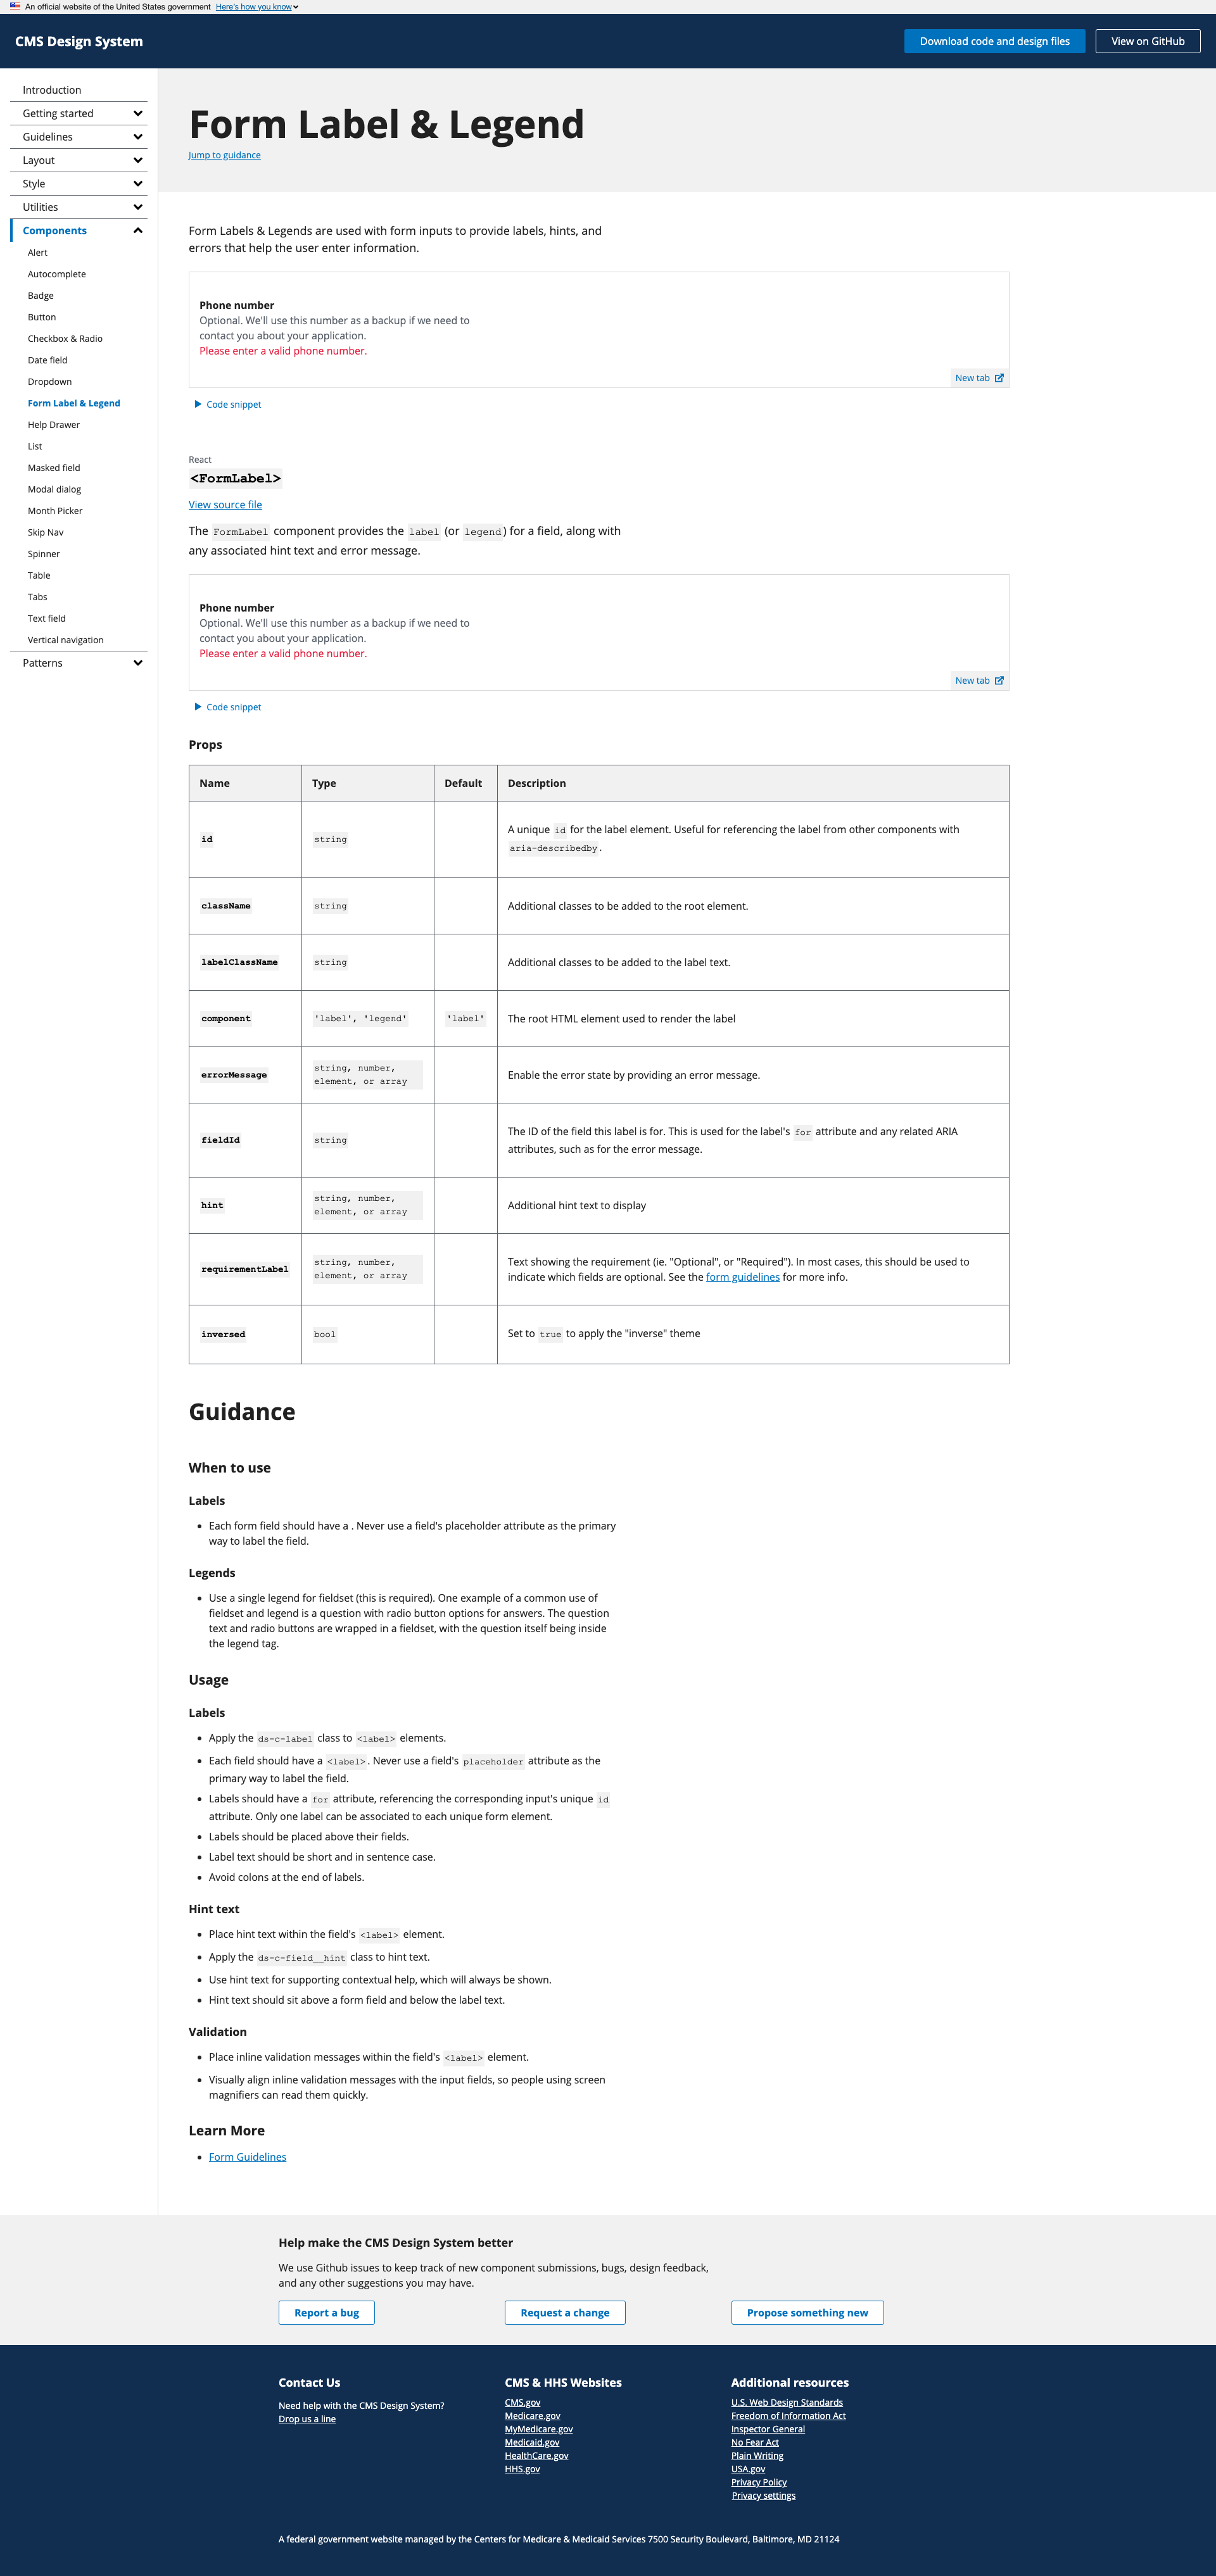 An official website of the United States government Here's how you know
CMS Design System
Download code and design files
View on GitHub
Introduction
Getting started
Guidelines
Layout
Style
Utilities
Components
Alert
Autocomplete
Badge
Button
Checkbox & Radio
Date field
Dropdown
Form Label & Legend
Help Drawer
List
Masked field
Modal dialog
Month Picker
Skip Nav
Spinner
Table
Tabs
Text field
Vertical navigation
Patterns
Form Label & Legend
Jump to guidance
Form Labels & Legends are used with form inputs to provide labels, hints, and
errors that help the user enter information.
Phone number
Optional. We'll use this number as a backup if we need to
contact you about your application.
Please enter a valid phone number.
New tab
Code snippet
React
<FormLabel>
View source file
The FormLabel component provides the label (or legend) for a field, along with
any associated hint text and error message.
Phone number
Optional. We'll use this number as a backup if we need to
contact you about your application.
Please enter a valid phone number.
New tab
Code snippet
Props
Name Type Default Description
id string A unique id for the label element. Useful for referencing the label from other components with
aria-describedby.
className string Additional classes to be added to the root element.
labelClassName string Additional classes to be added to the label text.
component 'label', 'legend' 'label' The root HTML element used to render the label
errorMessage string, number,
element, or array Enable the error state by providing an error message.
fieldId string The ID of the field this label is for. This is used for the label's for attribute and any related ARIA
attributes, such as for the error message.
hint string, number,
element, or array Additional hint text to display
requirementLabel string, number,
element, or array Text showing the requirement (ie. "Optional", or "Required"). In most cases, this should be used to
indicate which fields are optional. See the form guidelines for more info.
inversed bool Set to true to apply the "inverse" theme
Guidance
When to use
Labels
Each form field should have a . Never use a field's placeholder attribute as the primary
way to label the field.
Legends
Use a single legend for fieldset (this is required). One example of a common use of
fieldset and legend is a question with radio button options for answers. The question
text and radio buttons are wrapped in a fieldset, with the question itself being inside
the legend tag.
Usage
Labels
Apply the ds-c-label class to <label> elements.
Each field should have a <label>. Never use a field's placeholder attribute as the
primary way to label the field.
Labels should have a for attribute, referencing the corresponding input's unique id
attribute. Only one label can be associated to each unique form element.
Labels should be placed above their fields.
Label text should be short and in sentence case.
Avoid colons at the end of labels.
Hint text
Place hint text within the field's <label> element.
Apply the ds-c-field__hint class to hint text.
Use hint text for supporting contextual help, which will always be shown.
Hint text should sit above a form field and below the label text.
Validation
Place inline validation messages within the field's <label> element.
Visually align inline validation messages with the input fields, so people using screen
magnifiers can read them quickly.
Learn More
Form Guidelines
Help make the CMS Design System better
We use Github issues to keep track of new component submissions, bugs, design feedback,
and any other suggestions you may have.
Report a bug
Request a change
Propose something new
Contact Us
Need help with the CMS Design System?
Drop us a line
CMS & HHS Websites
CMS.gov
Medicare.gov
MyMedicare.gov
Medicaid.gov
HealthCare.gov
HHS.gov
Additional resources
U.S. Web Design Standards
Freedom of Information Act
Inspector General
No Fear Act
Plain Writing
USA.gov
Privacy Policy
Privacy settings
A federal government website managed by the Centers for Medicare & Medicaid Services 7500 Security Boulevard, Baltimore, MD 21124